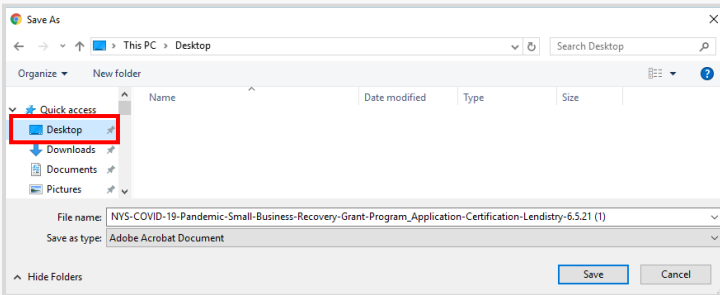 Save As
This PC > Desktop
Search Desktop
Organize
New folder
Name
Date modified
Type
Size
Quick access
Desktop
Downloads
Documents
Pictures
File name: NYS-COVID-19-Pandemic-Small-Business-Recovery-Grant-Program_Application-Certification-Lendistry-6.5.21 (1)
Save as type: Adobe Acrobat Document
Hide Folders
Save
Cancel